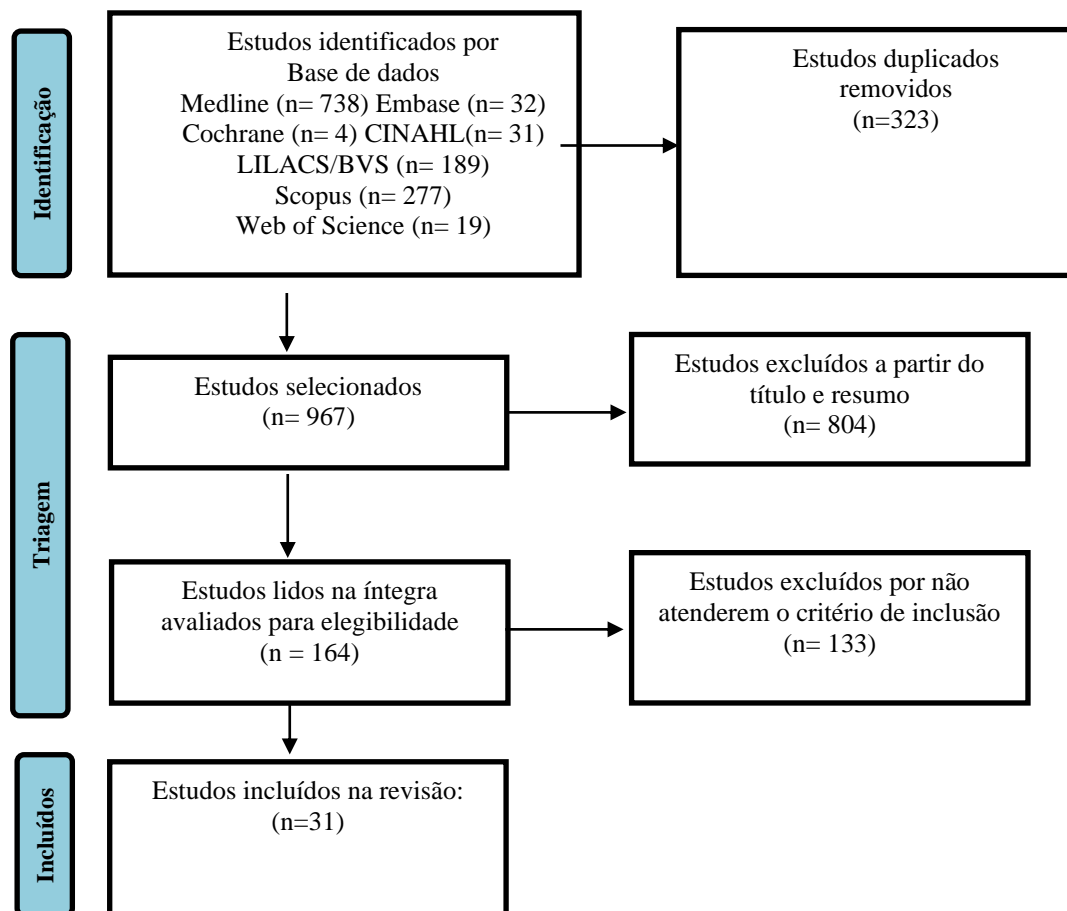 Identificação
Estudos identificados por
Base de dados
Medline (n= 738) Embase (n= 32)
Cochrane (n= 4) CINAHL(n= 31)
LILACS/BVS (n= 189)
Scopus (n= 277)
Web of Science (n= 19)
Estudos duplicados
removidos
(n=323)
Triagem
Estudos selecionados
(n= 967)
Estudos excluídos a partir do
título e resumo
(n= 804)
Estudos lidos na íntegra
avaliados para elegibilidade
(n = 164)
Estudos excluídos por não
atenderem o critério de inclusão
(n= 133)
Incluídos
Estudos incluídos na revisão:
(n=31)